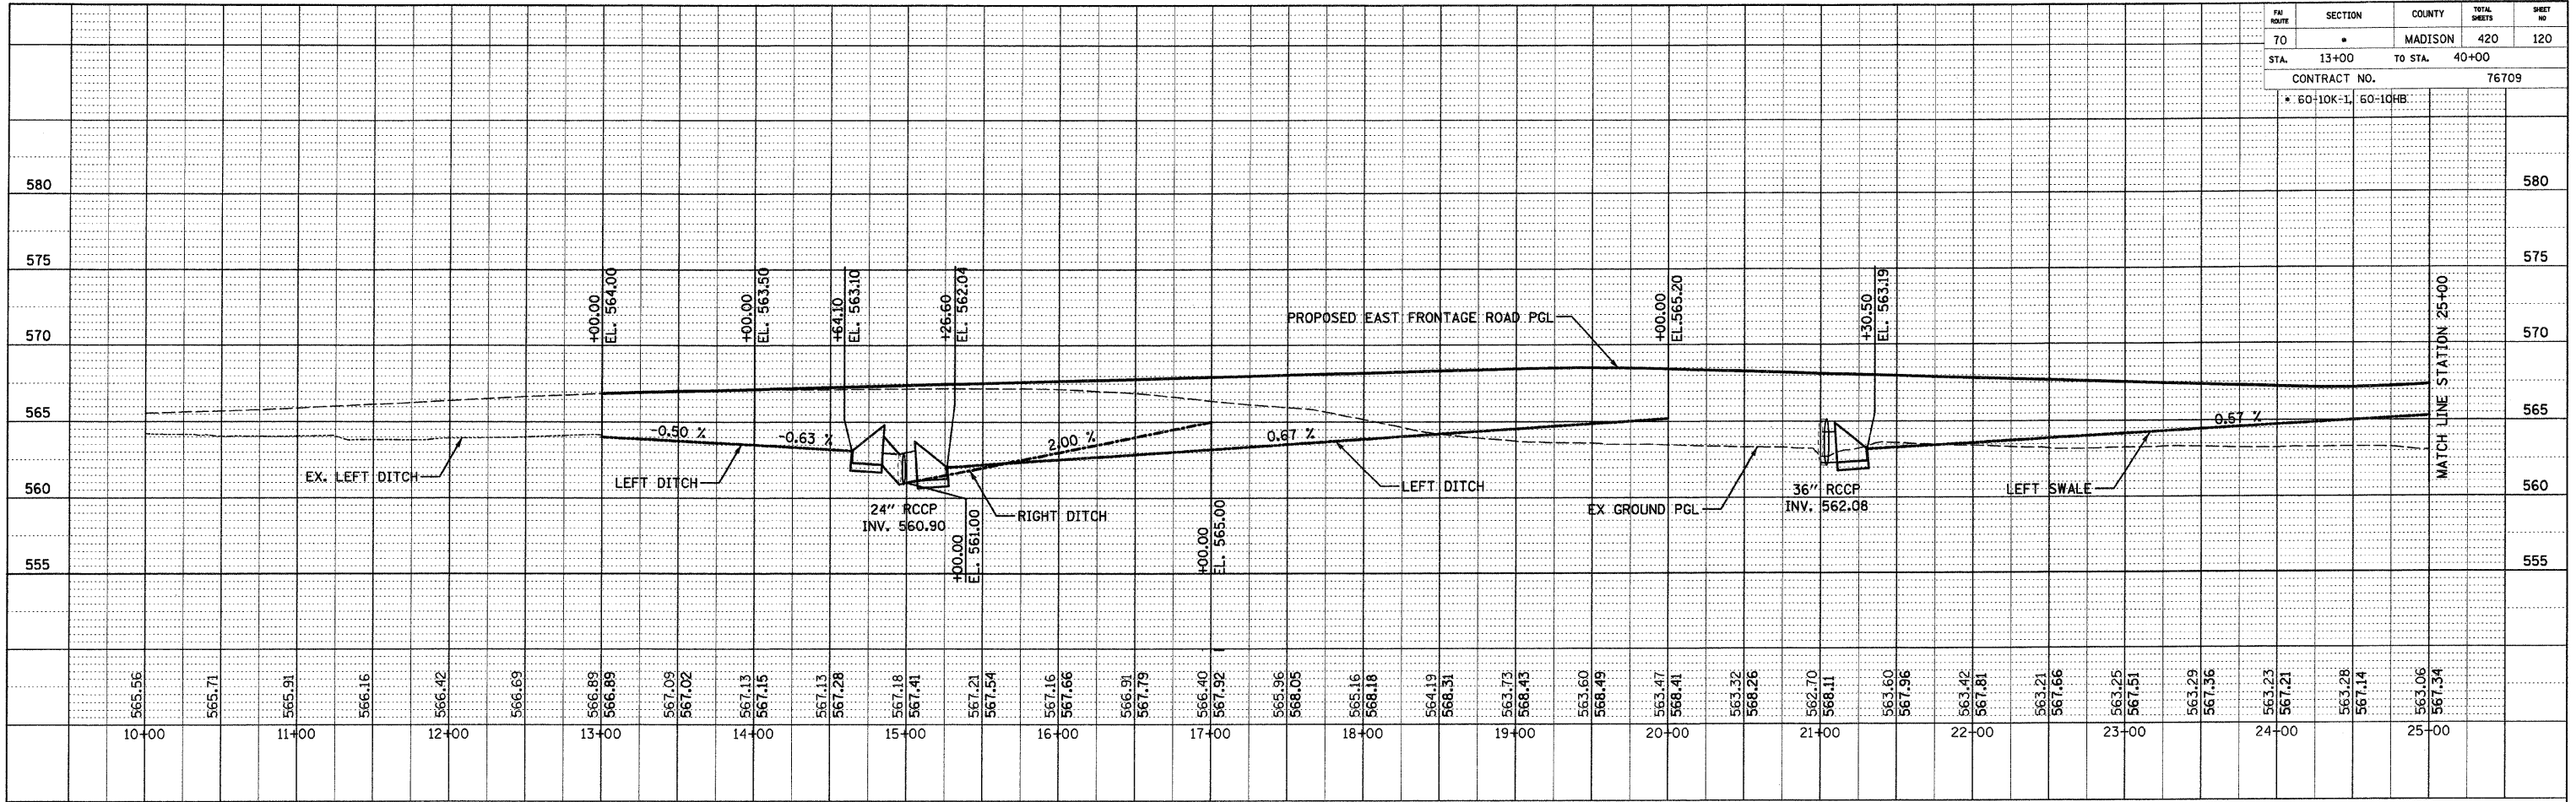 FAI ROUTE SECTION COUNTY TOTAL SHEETS SHEET NO
70 * MADISON 420 120
STA. 13+00 TO STA. 40+00
CONTRACT NO. 76709
* 60-10K-1, 60-10HB
580 580
575 575
570 570
565 565
560 560
555 555
+00.00
EL. 564.00
+00.00
EL. 563.50
+64.10
EL. 563.10
+26.60
EL. 562.04
+00.00
EL.565.20
+30.50
EL. 563.19
PROPOSED EAST FRONTAGE ROAD PGL
MATCH LINE STATION 25+00
-0.50 %
-0.63 %
2.00 %
0.67 %
0.57 %
EX. LEFT DITCH
LEFT DITCH
24" RCCP
INV. 560.90
RIGHT DITCH
LEFT DITCH
EX GROUND PGL
36" RCCP
INV. 562.08
LEFT SWALE
+00.00
EL. 561.00
+00.00
EL. 565.00
565.56
565.71
565.91
566.16
566.42
566.69
566.89
566.89
567.09
567.02
567.13
567.15
567.13
567.28
567.18
567.41
567.21
567.54
567.16
567.66
566.91
567.79
566.40
567.92
565.96
568.05
565.16
568.18
564.19
568.31
563.73
568.43
563.60
568.49
563.47
568.41
563.32
568.26
562.70
568.11
563.60
567.96
563.42
567.81
563.21
567.66
563.25
567.51
563.29
567.36
563.23
567.21
563.28
567.14
563.06
567.34
10+00 11+00 12+00 13+00 14+00 15+00 16+00 17+00 18+00 19+00 20+00 21+00 22+00 23+00 24+00 25+00